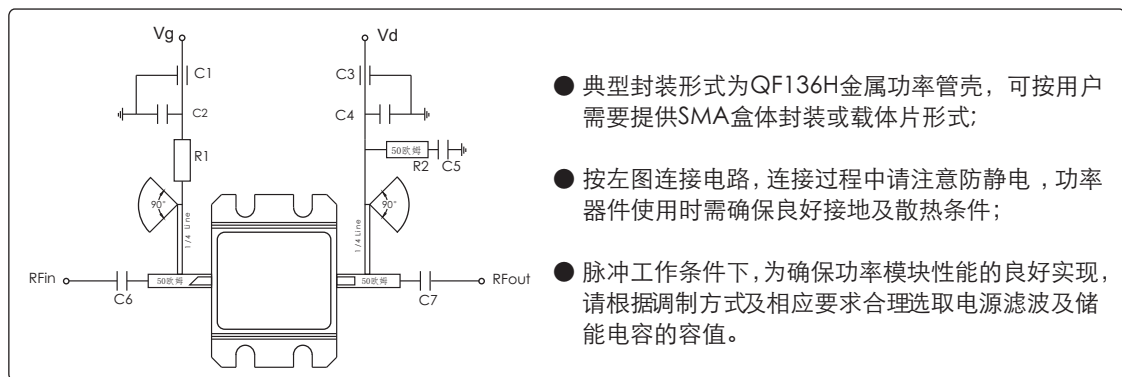 Vg
Vd
C1
C3
C2
C4
R1
50欧姆
R2
C5
90°
90°
1/4 Line
1/4 Line
RFin
50欧姆
50欧姆
RFout
C6
C7
● 典型封装形式为QF136H金属功率管壳，可按用户
需要提供SMA盒体封装或载体片形式;
● 按左图连接电路，连接过程中请注意防静电，功率
器件使用时需确保良好接地及散热条件；
● 脉冲工作条件下，为确保功率模块性能的良好实现，
请根据调制方式及相应要求合理选取电源滤波及储
能电容的容值。